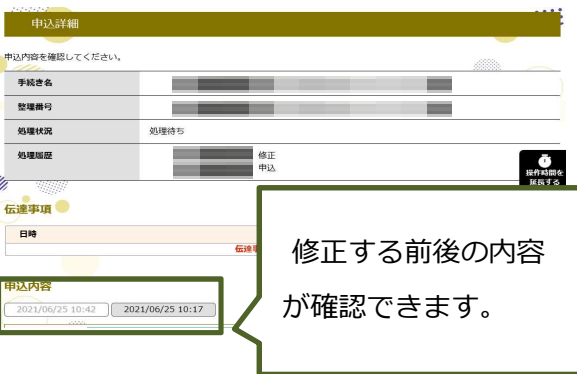 申込詳細
申込内容を確認してください。
手続き名
整理番号
処理状況 処理待ち
処理履歴 修正
申込
操作時間を
延長する
伝達事項
日時
伝達事
修正する前後の内容
が確認できます。
申込内容
2021/06/25 10:42 2021/06/25 10:17